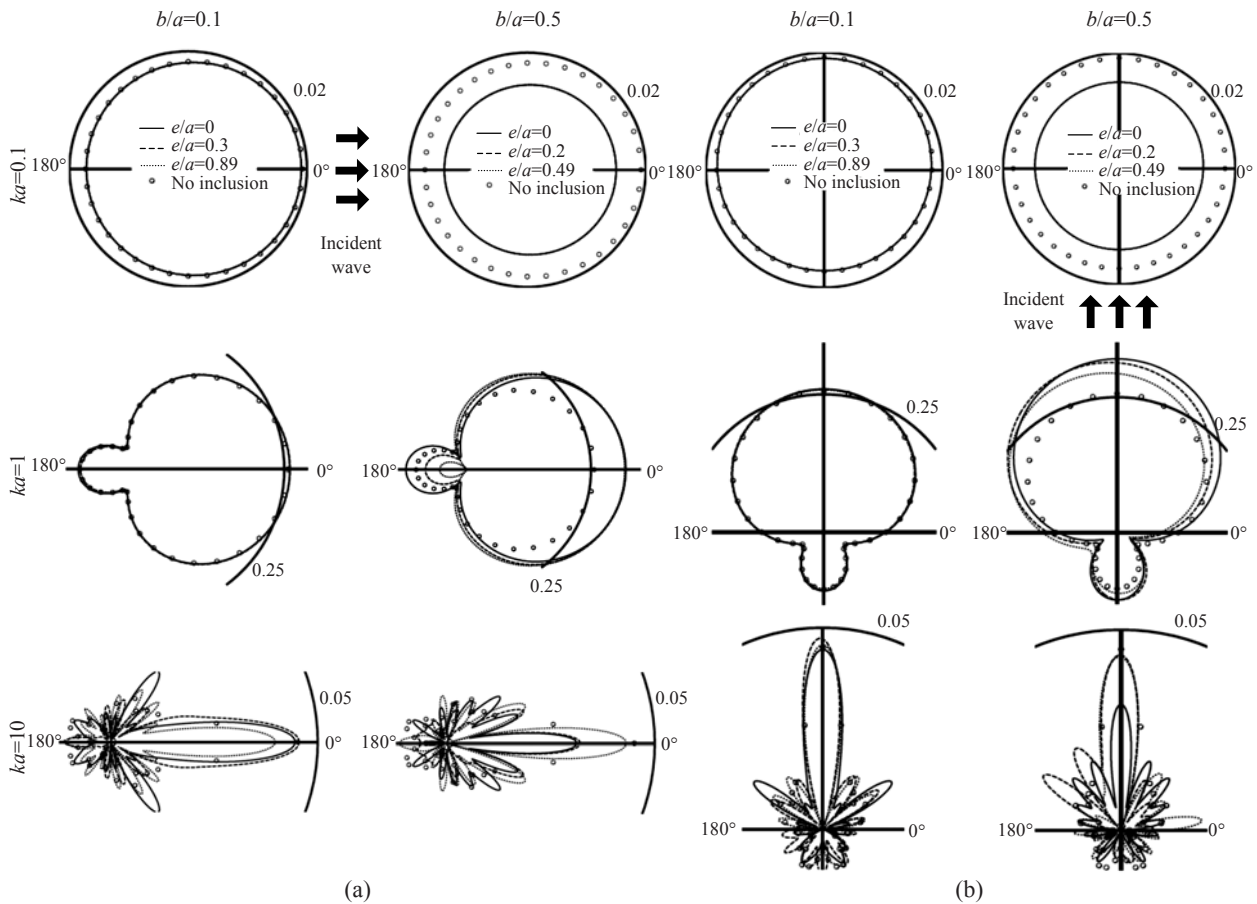 b/a=0.1
b/a=0.5
b/a=0.1
b/a=0.5
ka=0.1
0.02
e/a=0
e/a=0.3
e/a=0.89
No inclusion
180°
0°
Incident
wave
0.02
e/a=0
e/a=0.2
e/a=0.49
No inclusion
180°
0°
0.02
e/a=0
e/a=0.3
e/a=0.89
No inclusion
180°
0°
0.02
e/a=0
e/a=0.2
e/a=0.49
No inclusion
180°
0°
Incident
wave
ka=1
180°
0°
0.25
180°
0°
0.25
0.25
180°
0°
0.25
180°
0°
ka=10
0.05
180°
0°
0.05
180°
0°
0.05
180°
0°
0.05
180°
0°
(a)
(b)